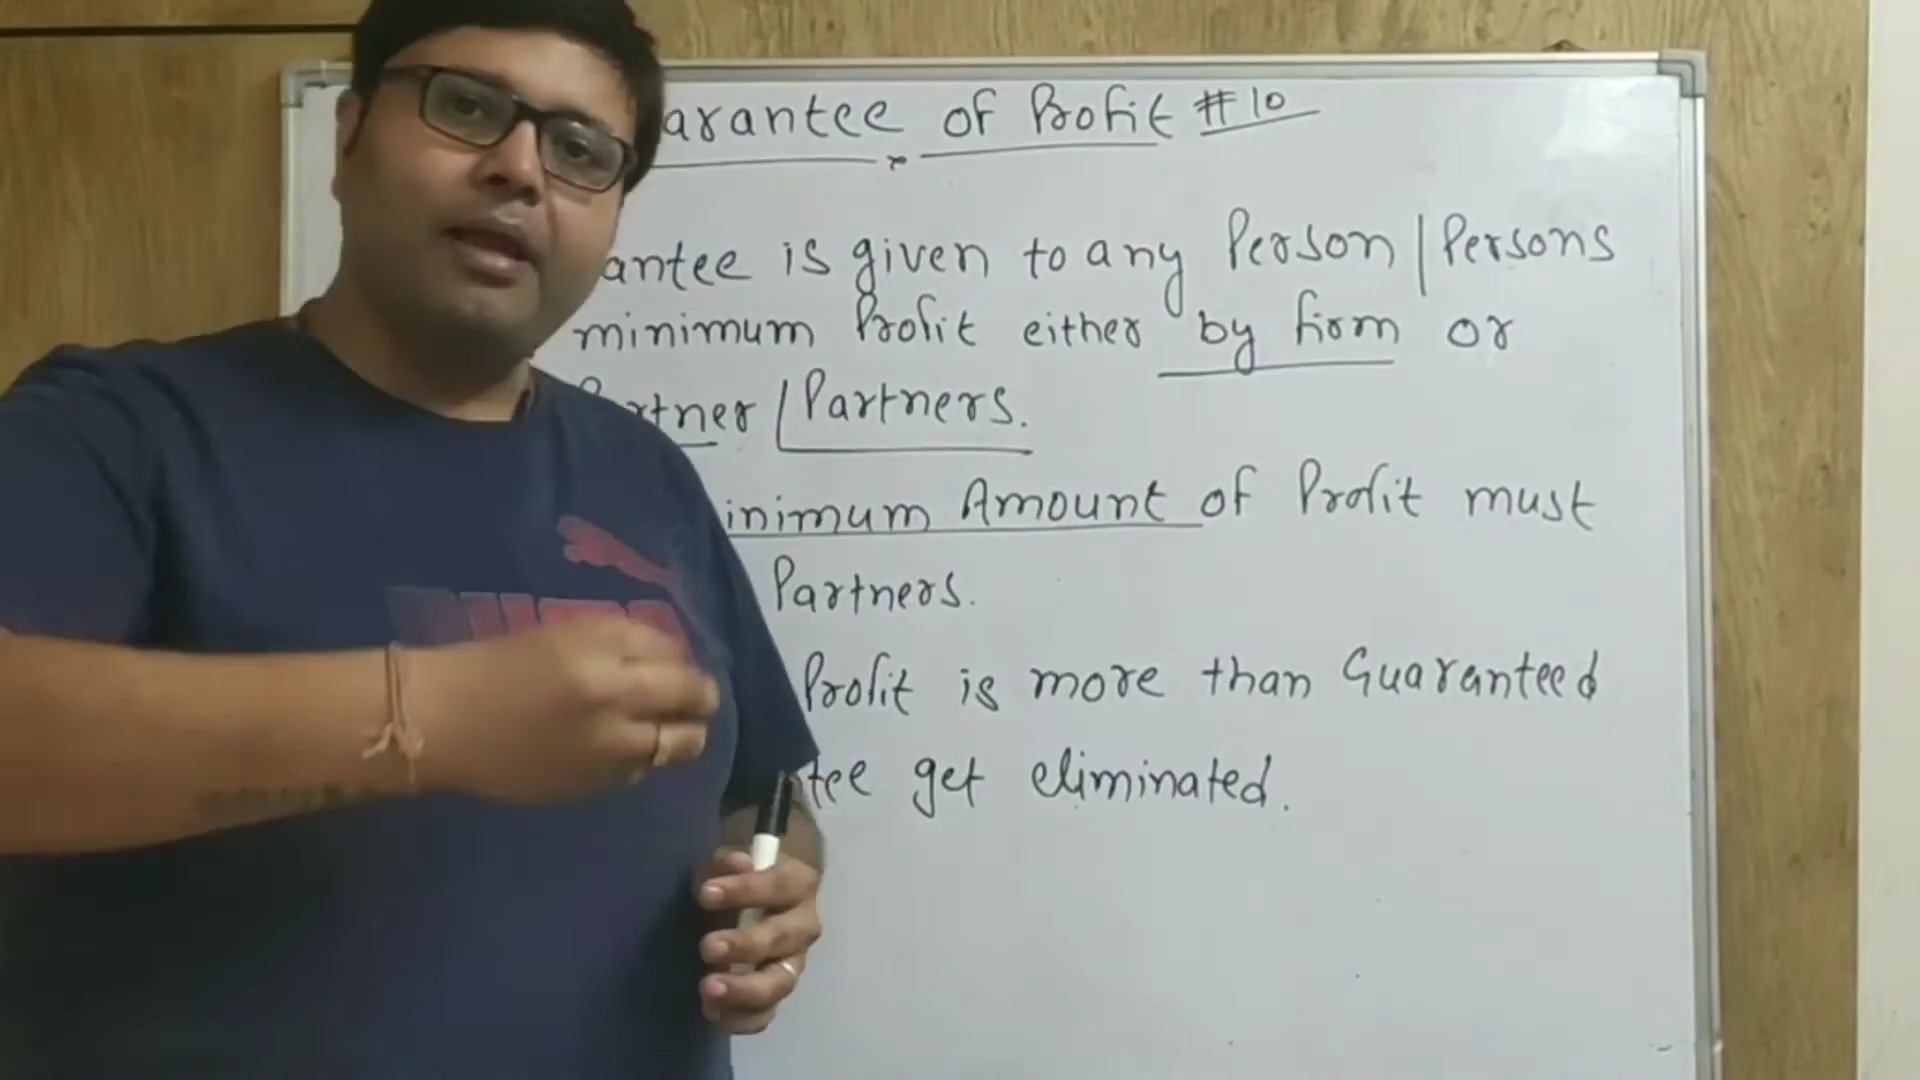 arantee of Profit #10
antee is given to any Person | Persons
minimum Profit either by firm or
Partner | Partners.
inimum Amount of Profit must
Partners.
Profit is more than Guaranteed
tee get eliminated.